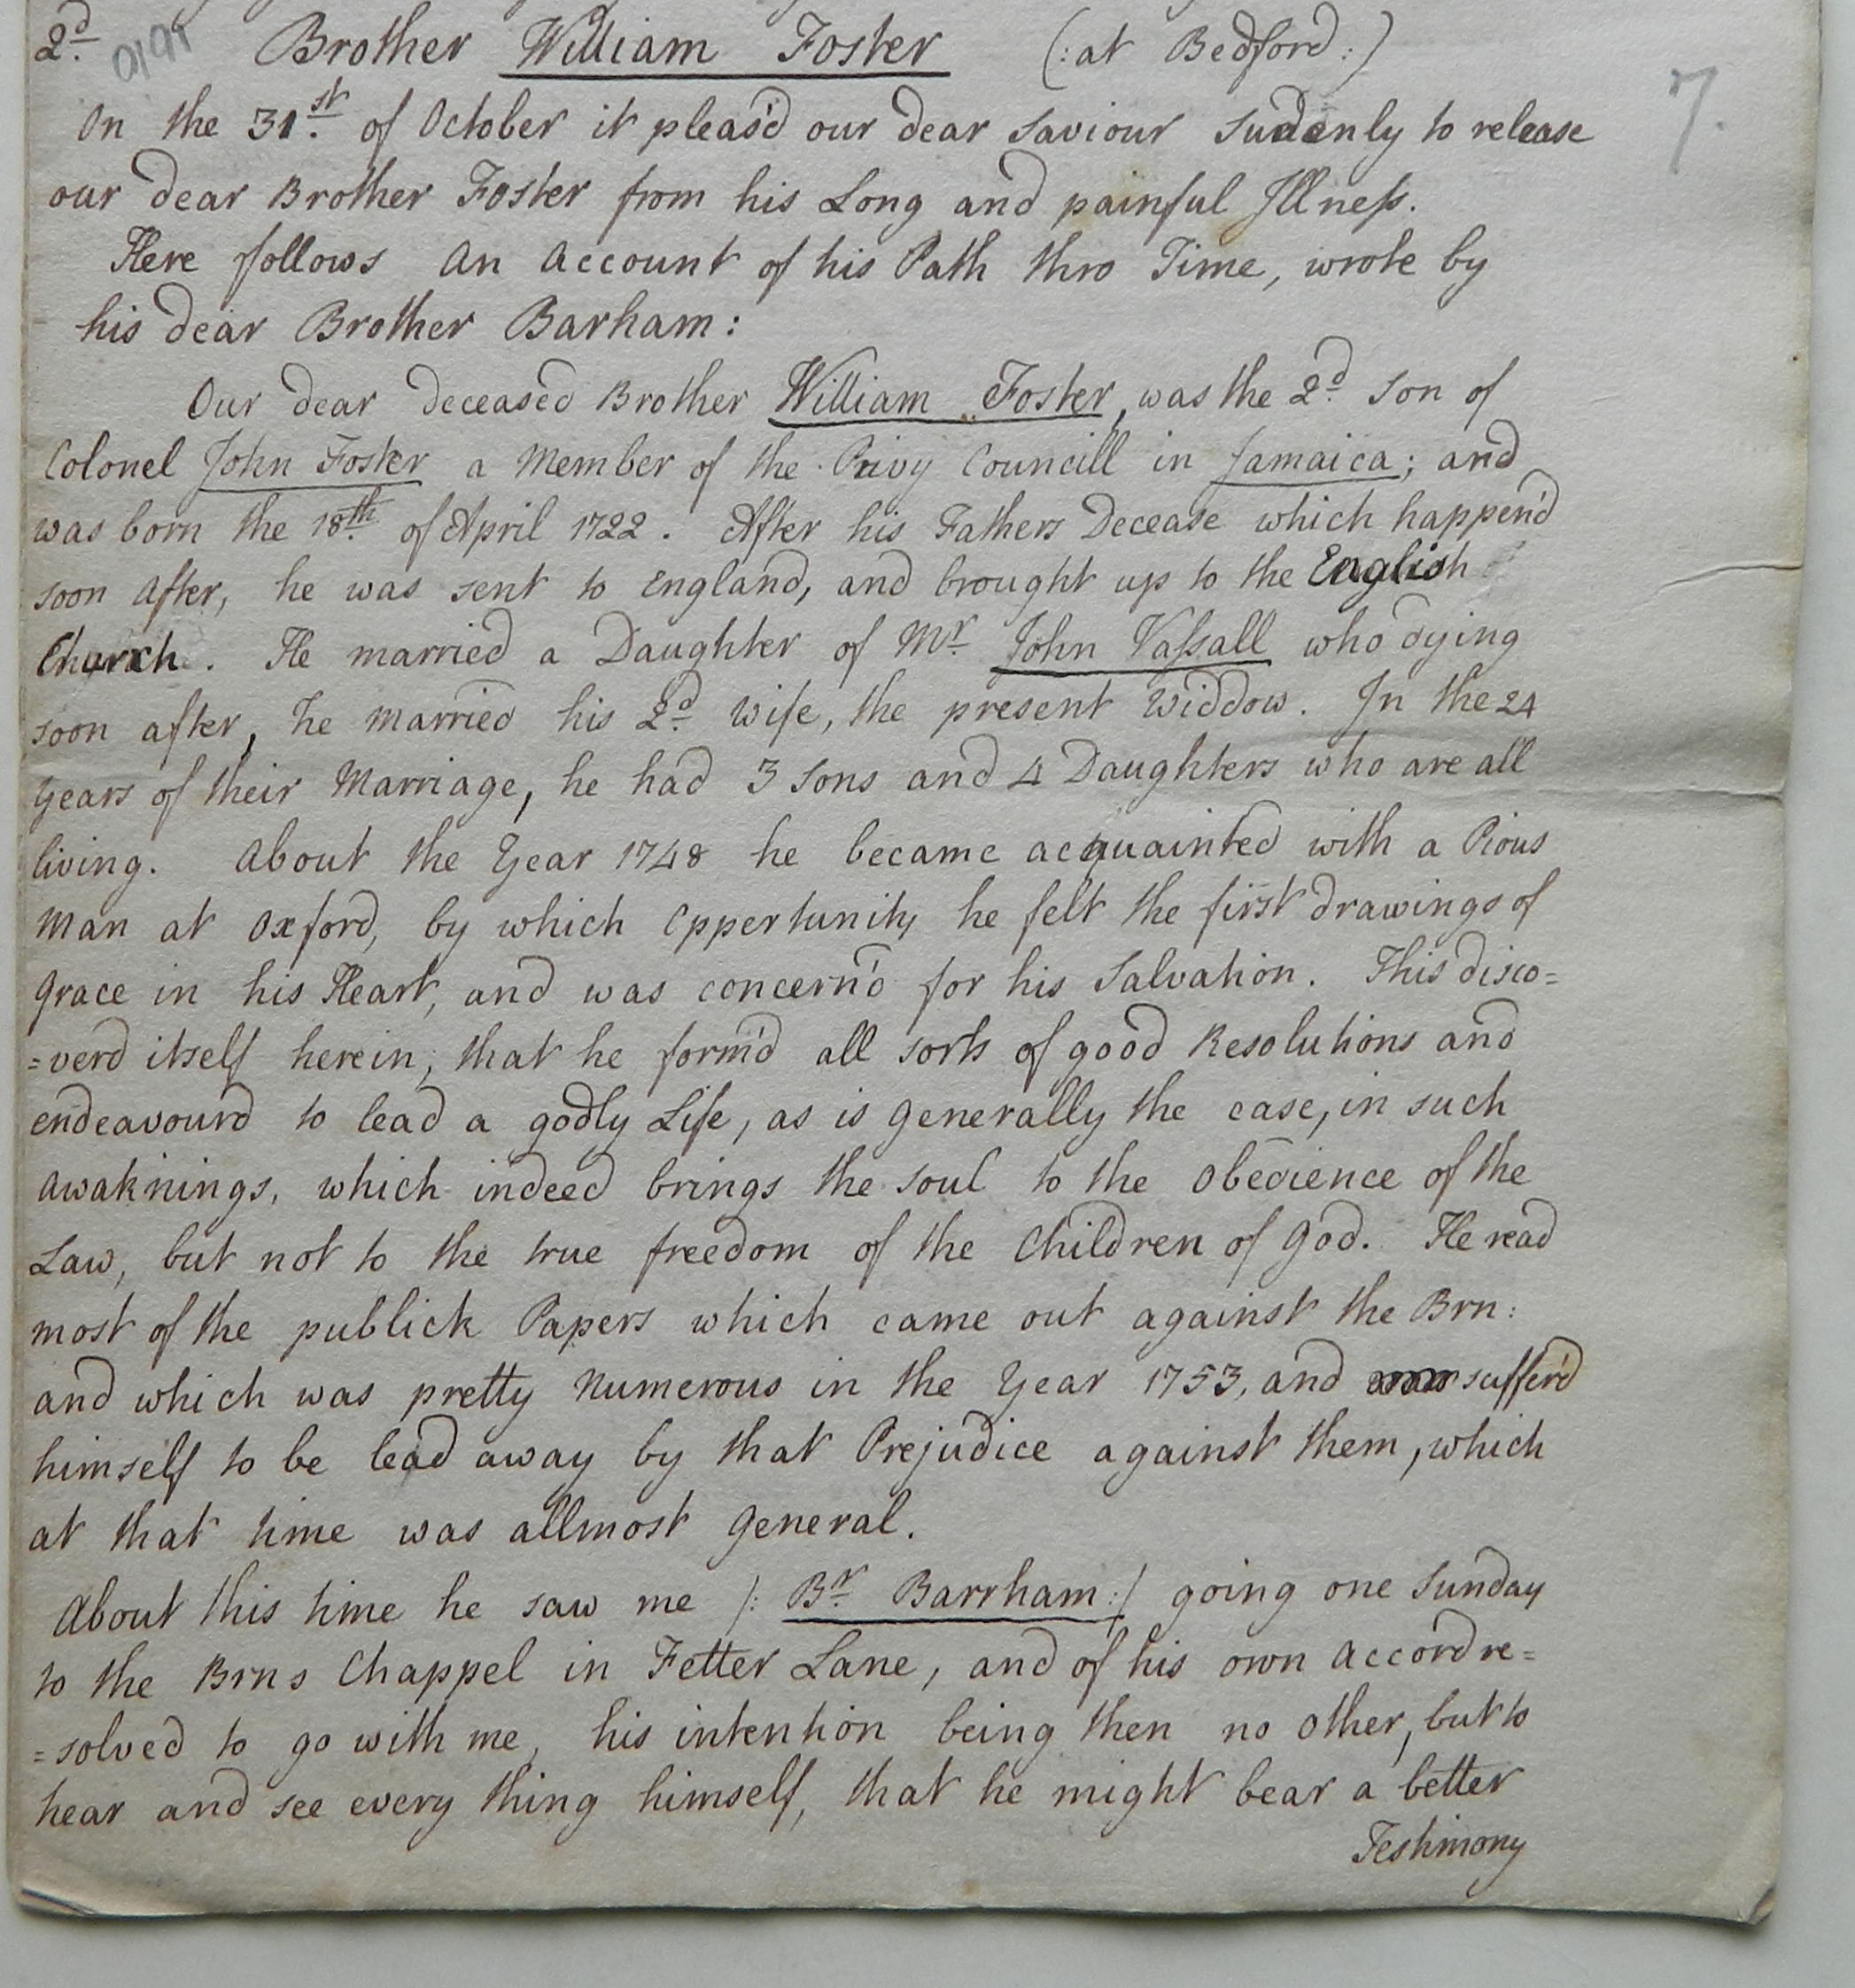 2d. Brother William Foster (: at Bedford :)
7.
On the 31st. of October it pleas'd our dear Saviour Suddenly to release
our dear Brother Foster from his Long and painful Illness.
Here follows An Account of his Path thro Time, wrote by
his dear Brother Barham:
Our dear deceased Brother William Foster, was the 2d. Son of
Colonel John Foster a Member of the Privy Councill in Jamaica; and
was born the 18th. of April 1722. After his Fathers Decease which happen'd
soon after, he was sent to England, and brought up to the English
Church. He married a Daughter of Mr. John Vassall who dying
soon after, he married his 2d. Wife, the present Widdow. In the 24
Years of their Marriage, he had 3 Sons and 4 Daughters who are all
living. About the Year 1748 he became acquainted with a Pious
Man at Oxford, by which Oppertunity he felt the first drawings of
Grace in his Heart, and was concern'd for his Salvation. This disco=
=verd itself herein, that he form'd all sorts of good Resolutions and
endeavourd to lead a godly Life, as is generally the case, in such
Awaknings, which indeed brings the Soul to the Obedience of the
Law, but not to the true freedom of the Children of God. He read
most of the publick Papers which came out against the Brn:
and which was pretty Numerous in the Year 1753, and suffer'd
himself to be lead away by that Prejudice against them, which
at that time was allmost general.
About this time he saw me /: Br. Barrham :/ going one Sunday
to the Brns Chappel in Fetter Lane, and of his own accord re=
=solved to go with me, his intention being then no other, but to
hear and see every thing himself, that he might bear a better
Testimony